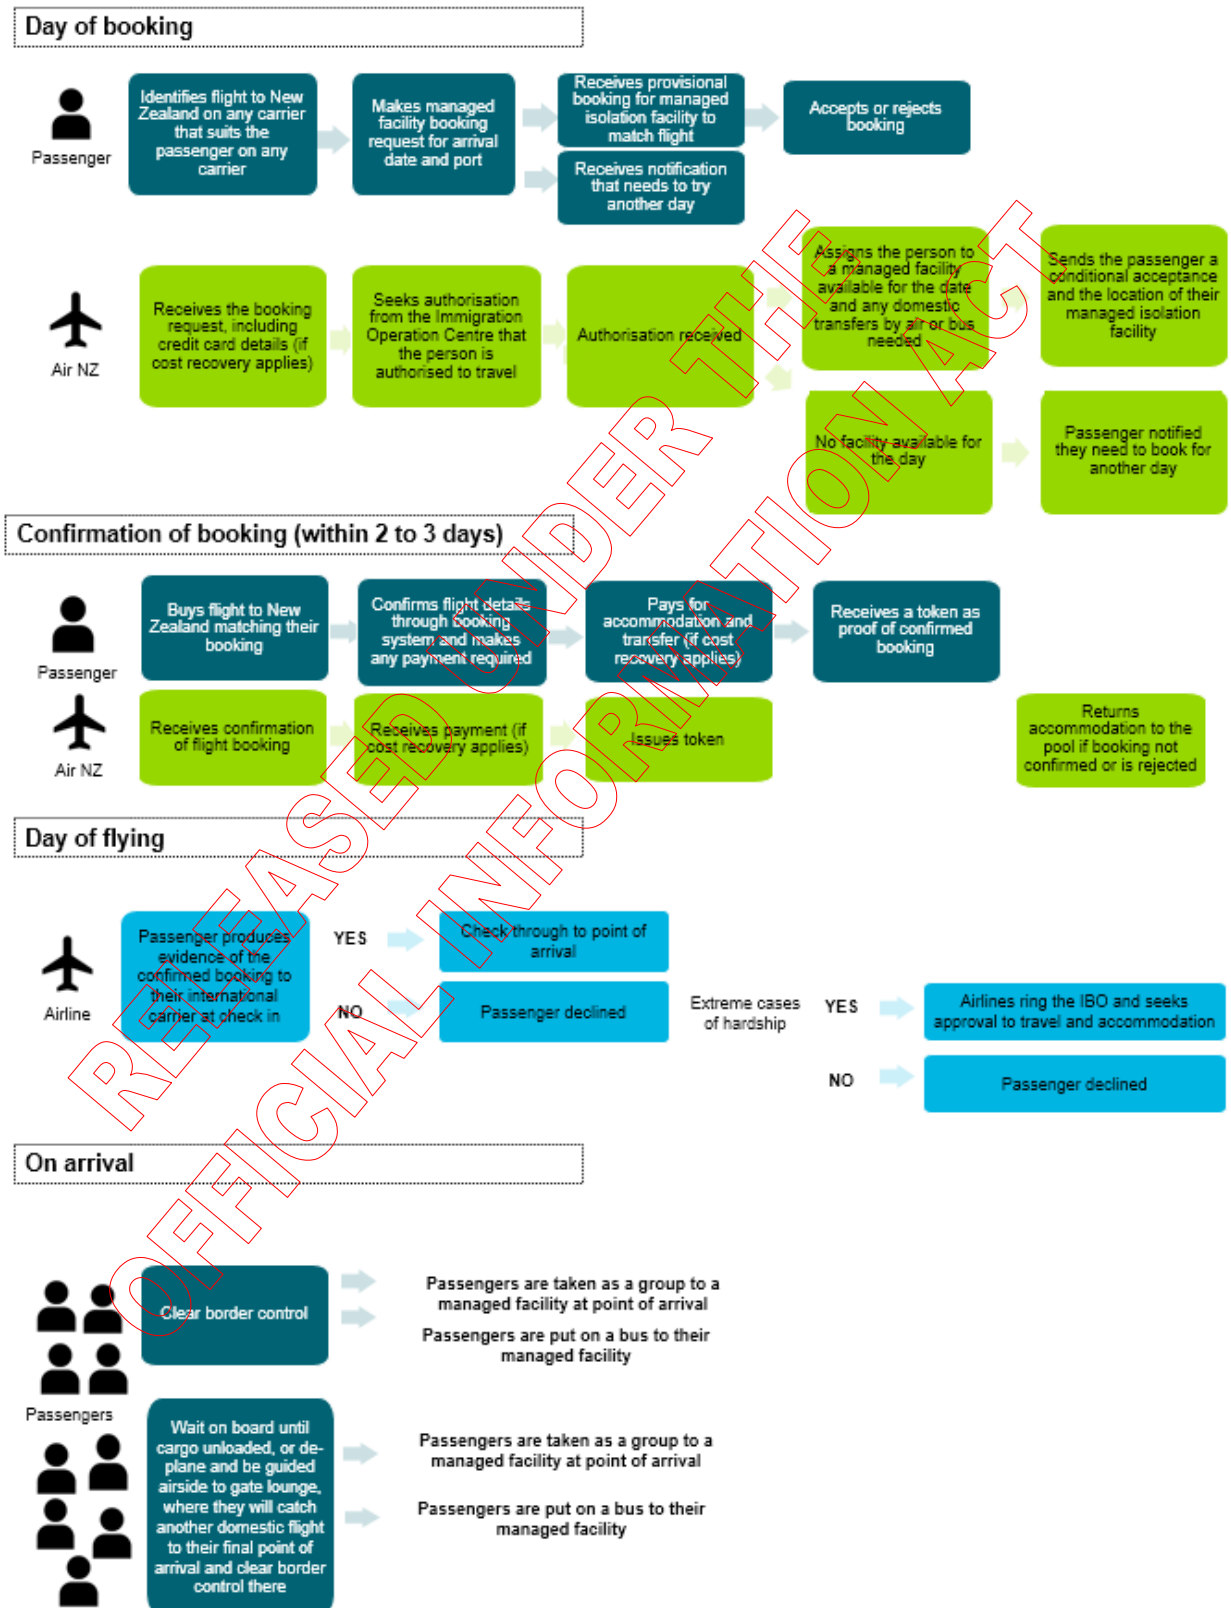 Day of booking
Passenger
Identifies flight to New
Zealand on any carrier
that suits the
passenger on any
carrier
Makes managed
facility booking
request for arrival
date and port
Receives provisional
booking for managed
isolation facility to
match flight
Receives notification
that needs to try
another day
Accepts or rejects
booking
Air NZ
Receives the booking
request, including
credit card details (if
cost recovery applies)
Seeks authorisation
from the Immigration
Operation Centre that
the person is
authorised to travel
Authorisation received
Assigns the person to
a managed facility
available for the date
and any domestic
transfers by air or bus
needed
Sends the passenger a
conditional acceptance
and the location of their
managed isolation
facility
No facility available for
the day
Passenger notified
they need to book for
another day
Confirmation of booking (within 2 to 3 days)
Passenger
Buys flight to New
Zealand matching their
booking
Confirms flight details
through booking
system and makes
any payment required
Pays for
accommodation and
transfer (if cost
recovery applies)
Receives a token as
proof of confirmed
booking
Air NZ
Receives confirmation
of flight booking
Receives payment (if
cost recovery applies)
Issues token
Returns
accommodation to the
pool if booking not
confirmed or is rejected
Day of flying
Airline
Passenger produces
evidence of the
confirmed booking to
their international
carrier at check in
YES
Check through to point of
arrival
NO
Passenger declined
Extreme cases
of hardship
YES
Airlines ring the IBO and seeks
approval to travel and accommodation
NO
Passenger declined
On arrival
Passengers
Clear border control
Passengers are taken as a group to a
managed facility at point of arrival
Passengers are put on a bus to their
managed facility
Wait on board until
cargo unloaded, or de-
plane and be guided
airside to gate lounge,
where they will catch
another domestic flight
to their final point of
arrival and clear border
control there
Passengers are taken as a group to a
managed facility at point of arrival
Passengers are put on a bus to their
managed facility
RELEASED UNDER THE
OFFICIAL INFORMATION ACT